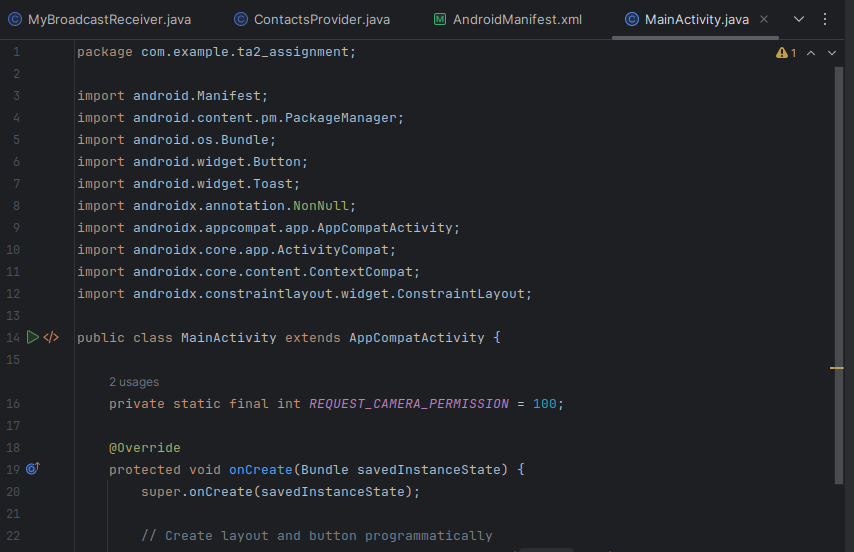 MyBroadcastReceiver.java ContactsProvider.java AndroidManifest.xml MainActivity.java
1 package com.example.ta2_assignment; 1
2
3 import android.Manifest;
4 import android.content.pm.PackageManager;
5 import android.os.Bundle;
6 import android.widget.Button;
7 import android.widget.Toast;
8 import androidx.annotation.NonNull;
9 import androidx.appcompat.app.AppCompatActivity;
10 import androidx.core.app.ActivityCompat;
11 import androidx.core.content.ContextCompat;
12 import androidx.constraintlayout.widget.ConstraintLayout;
13
14 public class MainActivity extends AppCompatActivity {
15
2 usages
16 private static final int REQUEST_CAMERA_PERMISSION = 100;
17
18 @Override
19 protected void onCreate(Bundle savedInstanceState) {
20 super.onCreate(savedInstanceState);
21
22 // Create layout and button programmatically